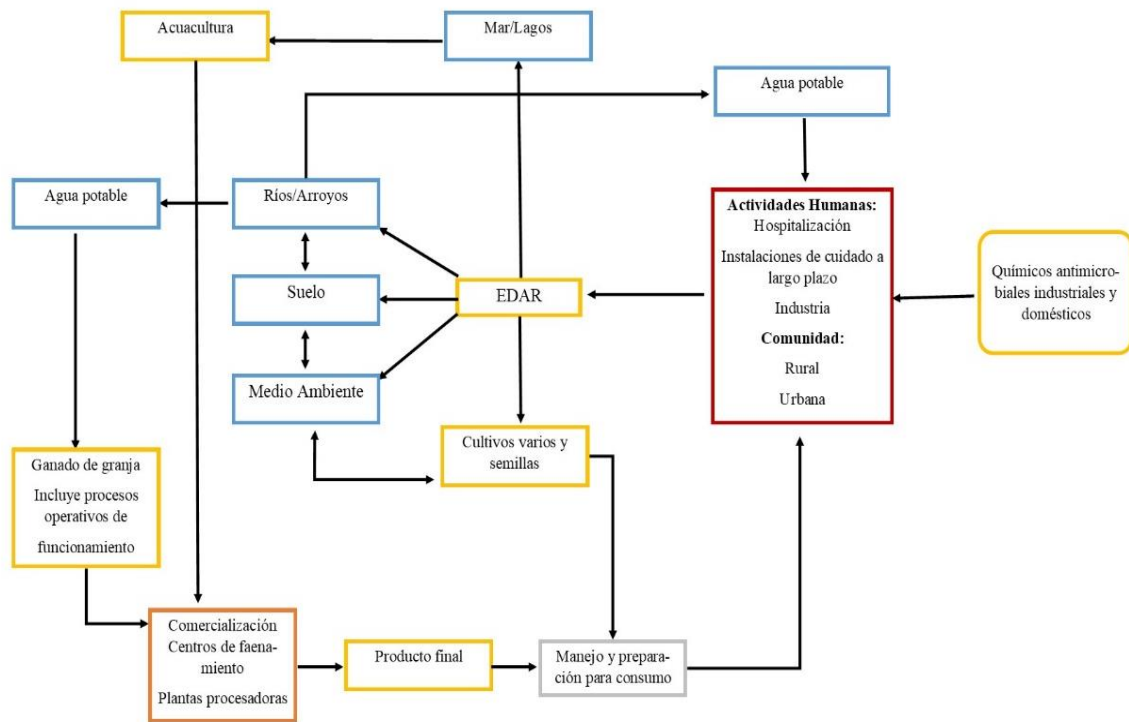 Acuacultura
Mar/Lagos
Agua potable
Agua potable
Ríos/Arroyos
Actividades Humanas:
Hospitalización
Instalaciones de cuidado a
largo plazo
Industria
Comunidad:
Rural
Urbana
Químicos antimicro-
biales industriales y
domésticos
Suelo
EDAR
Medio Ambiente
Cultivos varios y
semillas
Ganado de granja
Incluye procesos
operativos de
funcionamiento
Comercialización
Centros de faena-
miento
Plantas procesadoras
Producto final
Manejo y prepara-
ción para consumo